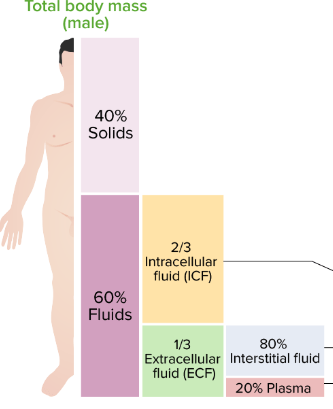 Total body mass
(male)
40%
Solids
60%
Fluids
2/3
Intracellular
fluid (ICF)
1/3
Extracellular
fluid (ECF)
80%
Interstitial fluid
20% Plasma